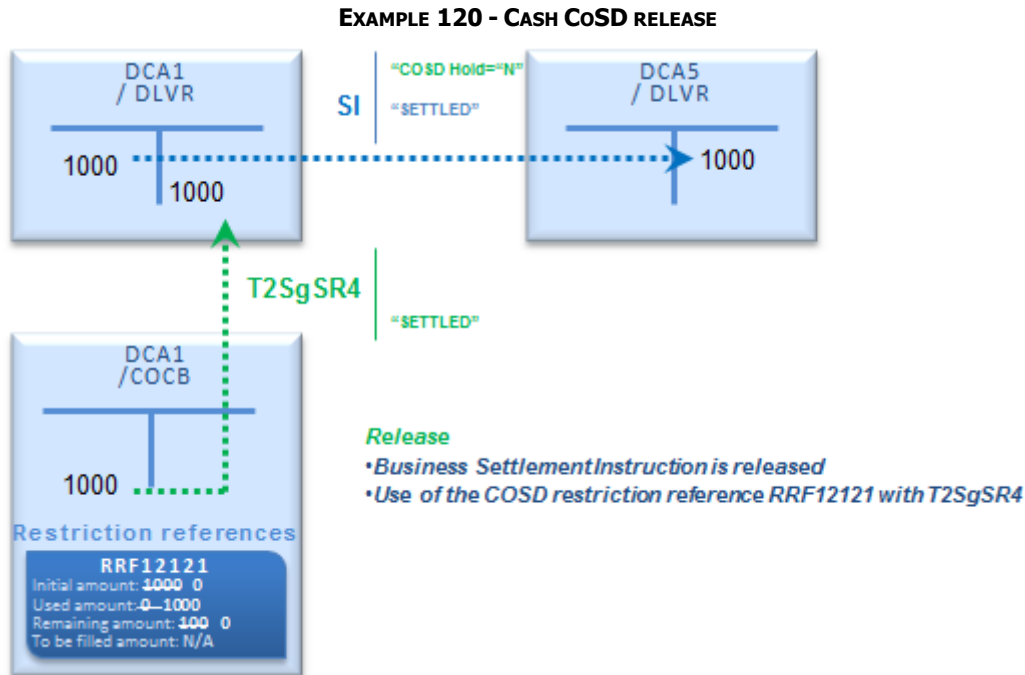 EXAMPLE 120 - CASH COSD RELEASE
DCA1
/ DLVR
1000
1000
SI
"COSD Hold="N"
"SETTLED"
DCA5
/ DLVR
1000
T2SgSR4
"SETTLED"
DCA1
/COCB
1000
Restriction references
RRF12121
Initial amount: 1000 0
Used amount: 0 1000
Remaining amount: 100 0
To be filled amount: N/A
Release
•Business Settlement Instruction is released
•Use of the COSD restriction reference RRF12121 with T2SgSR4